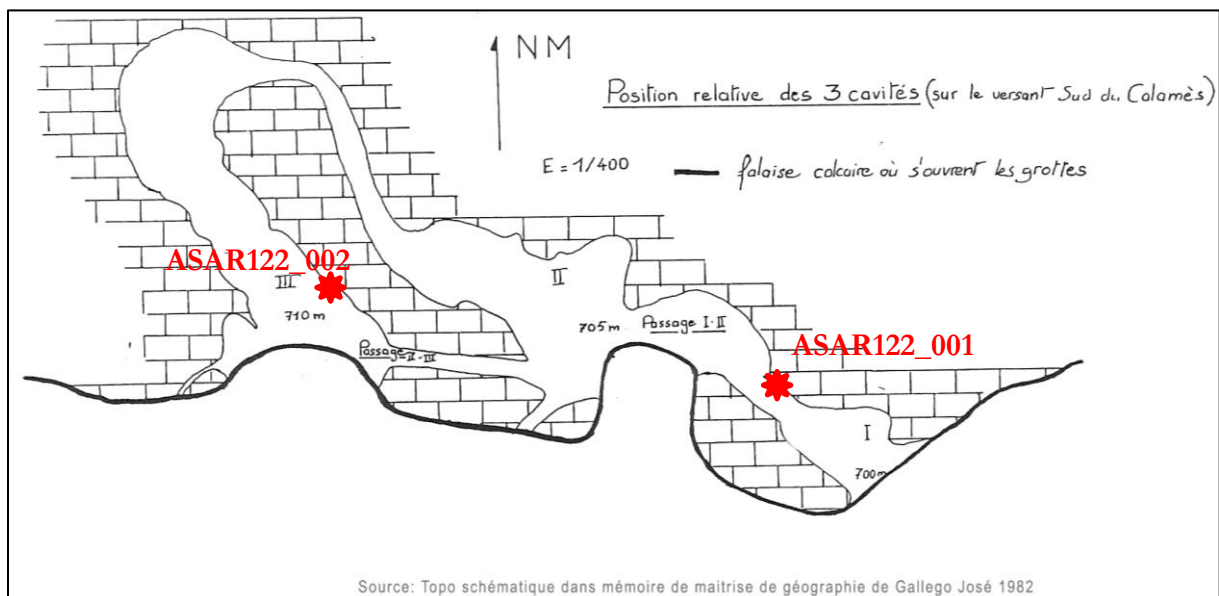 NM
Position relative des 3 cavités (sur le versant Sud du Calamès)
E = 1/400
falaise calcaire où s'ouvrent les grottes
ASAR122_002
III
710 m
II
705 m.
Passage I-II
Passage II-III
ASAR122_001
I
700 m
Source: Topo schématique dans mémoire de maitrise de géographie de Gallego José 1982